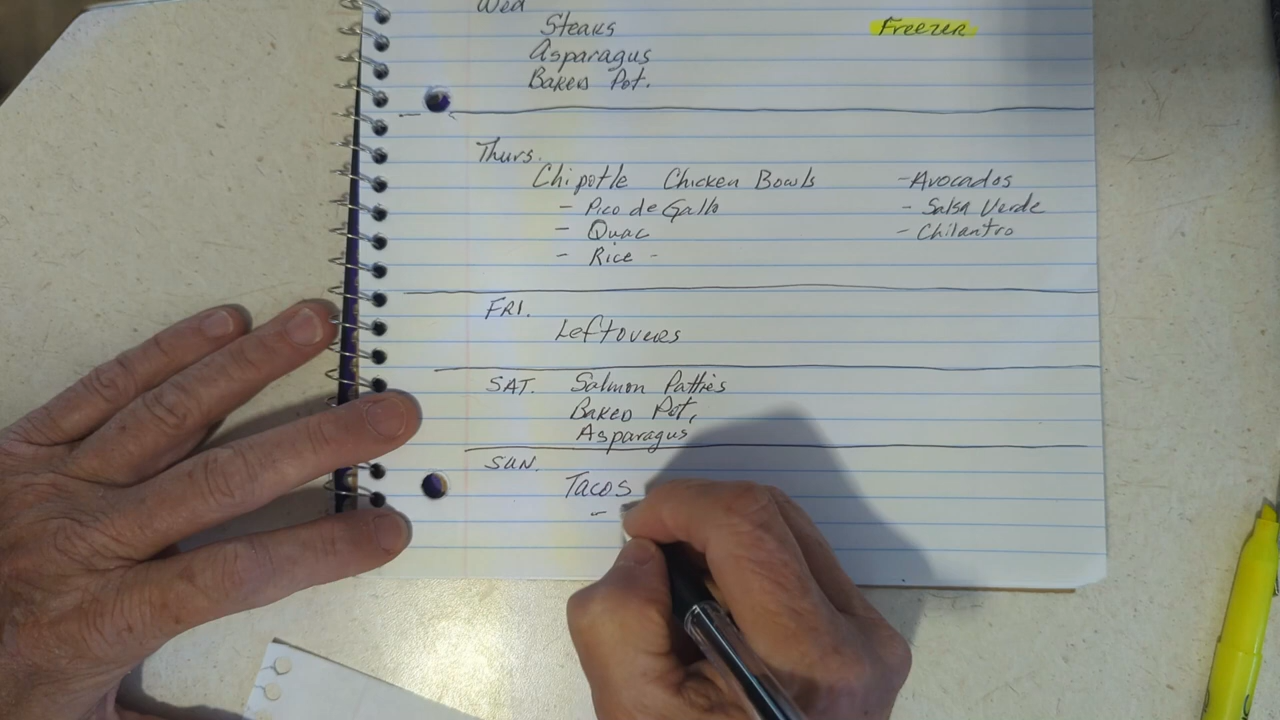 Wed
Steaks Freezer
Asparagus
Baked Pot.
Thurs.
Chipotle Chicken Bowls - Avocados
- Pico de Gallo - Salsa Verde
- Quac - Chilantro
- Rice -
FRI.
Leftovers
SAT. Salmon Patties
Baked Pot,
Asparagus
SUN.
Tacos
-